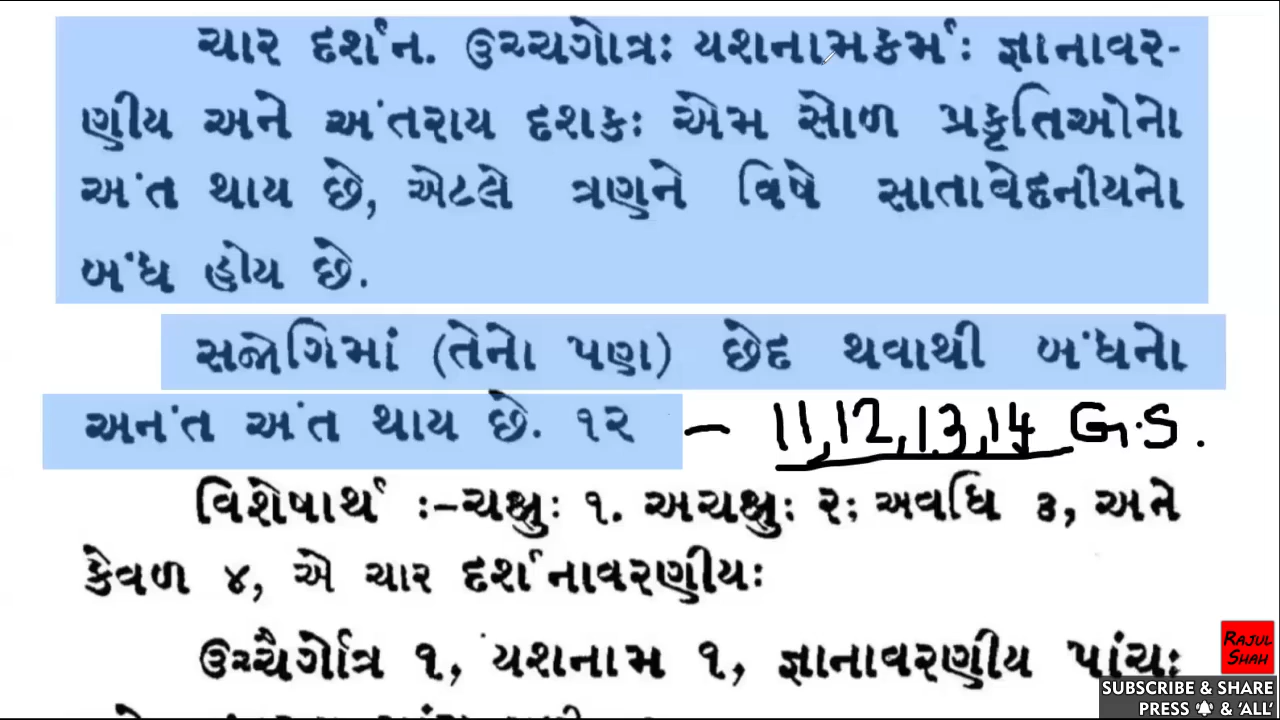 ચાર દર્શન. ઉચ્ચગોત્રઃ યશનામકર્મઃ જ્ઞાનાવર-
ણીય અને અંતરાય દશકઃ એમ સોળ પ્રકૃતિઓનો
અંત થાય છે, એટલે ત્રણને વિષે સાતાવેદનીયનો
બંધ હોય છે.
સજોગિમાં (તેનો પણ) છેદ થવાથી બંધનો
અનંત અંત થાય છે. ૧૨ – 11,12,13,14 G.S.
વિશેષાર્થ :-ચક્ષુઃ ૧. અચક્ષુઃ ૨; અવધિ ૩, અને
કેવળ ૪, એ ચાર દર્શનાવરણીયઃ
ઉચ્ચૈર્ગોત્ર ૧, યશનામ ૧, જ્ઞાનાવરણીય પાંચઃ
RAJUL
SHAH
SUBSCRIBE & SHARE
PRESS & 'ALL'